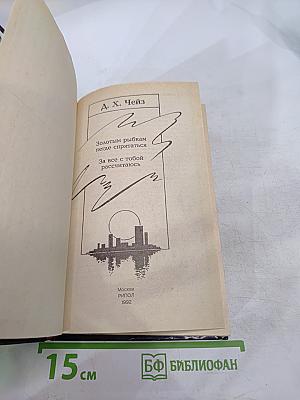 Д. Х. Чейз
Золотым рыбкам
негде спрятаться
За все с тобой
рассчитаюсь
Москва
РИПОЛ
1992
15 см
БФ БИБЛИОФАН